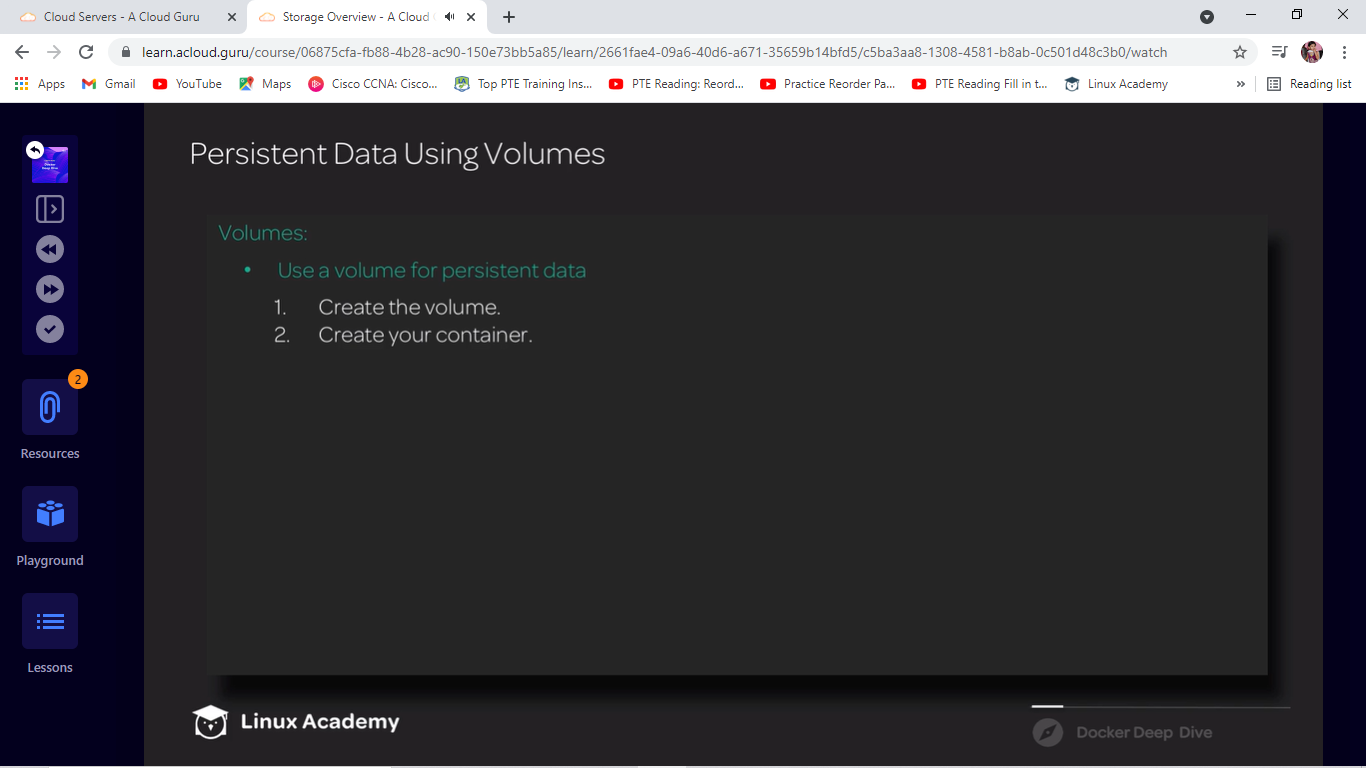 Cloud Servers - A Cloud Guru
Storage Overview - A Cloud
learn.acloud.guru/course/06875cfa-fb88-4b28-ac90-150e73bb5a85/learn/2661fae4-09a6-40d6-a671-35659b14bfd5/c5ba3aa8-1308-4581-b8ab-0c501d48c3b0/watch
Apps Gmail YouTube Maps Cisco CCNA: Cisco... Top PTE Training Ins... PTE Reading: Reord... Practice Reorder Pa... PTE Reading Fill in t... Linux Academy » Reading list
Persistent Data Using Volumes
Volumes:
• Use a volume for persistent data
1. Create the volume.
2. Create your container.
2
Resources
Playground
Lessons
Linux Academy
Docker Deep Dive